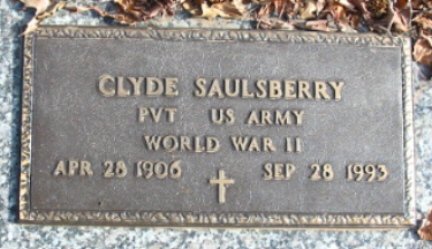 CLYDE SAULSBERRY
PVT US ARMY
WORLD WAR II
APR 28 1906 SEP 28 1993